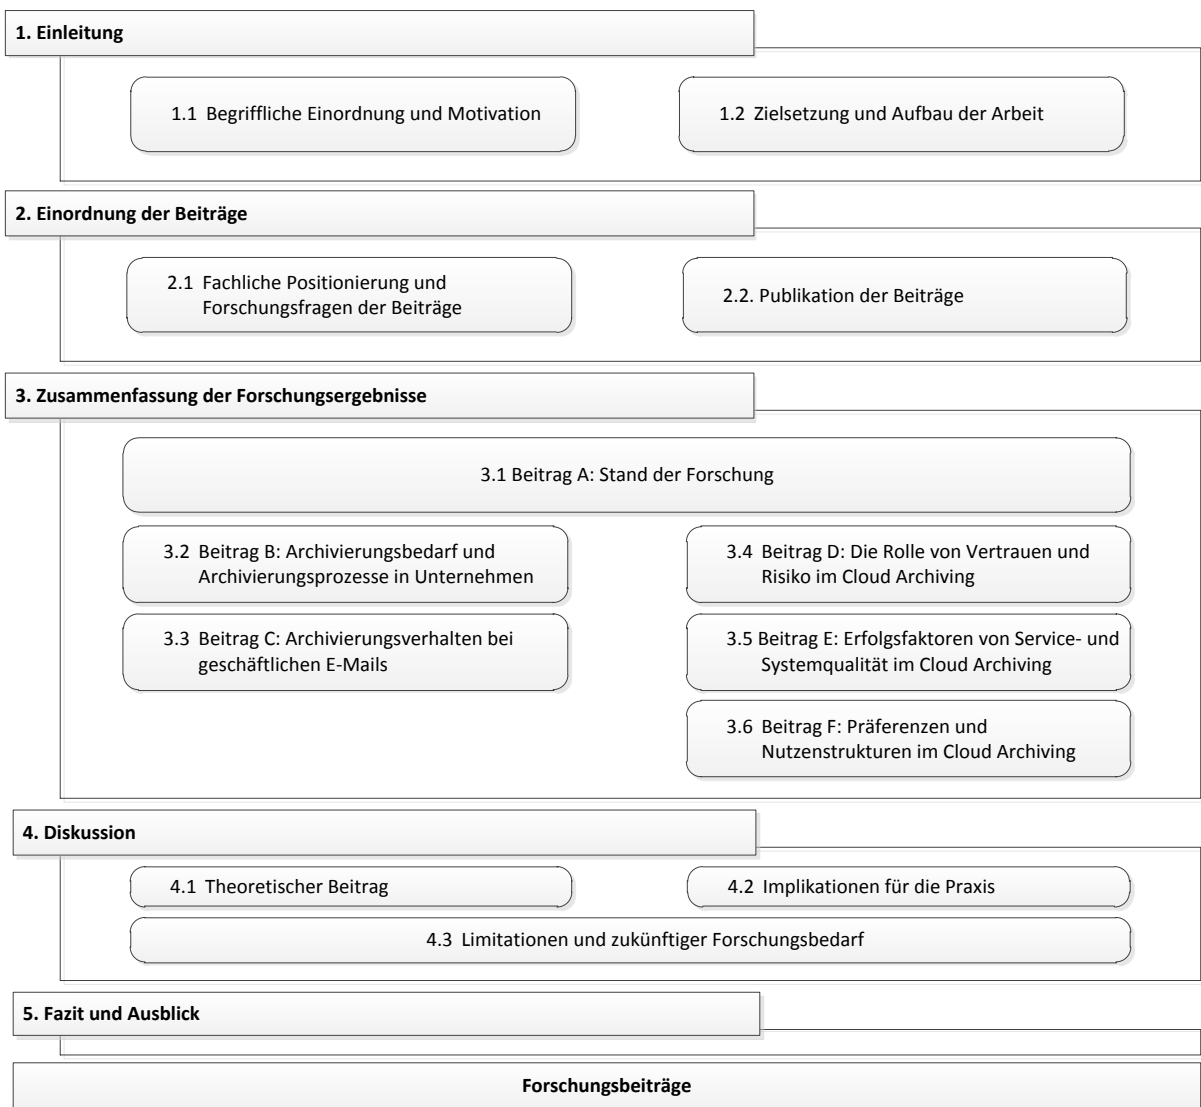 1. Einleitung
1.1 Begriffliche Einordnung und Motivation
1.2 Zielsetzung und Aufbau der Arbeit
2. Einordnung der Beiträge
2.1 Fachliche Positionierung und
Forschungsfragen der Beiträge
2.2. Publikation der Beiträge
3. Zusammenfassung der Forschungsergebnisse
3.1 Beitrag A: Stand der Forschung
3.2 Beitrag B: Archivierungsbedarf und
Archivierungsprozesse in Unternehmen
3.3 Beitrag C: Archivierungsverhalten bei
geschäftlichen E-Mails
3.4 Beitrag D: Die Rolle von Vertrauen und
Risiko im Cloud Archiving
3.5 Beitrag E: Erfolgsfaktoren von Service- und
Systemqualität im Cloud Archiving
3.6 Beitrag F: Präferenzen und
Nutzenstrukturen im Cloud Archiving
4. Diskussion
4.1 Theoretischer Beitrag
4.2 Implikationen für die Praxis
4.3 Limitationen und zukünftiger Forschungsbedarf
5. Fazit und Ausblick
Forschungsbeiträge